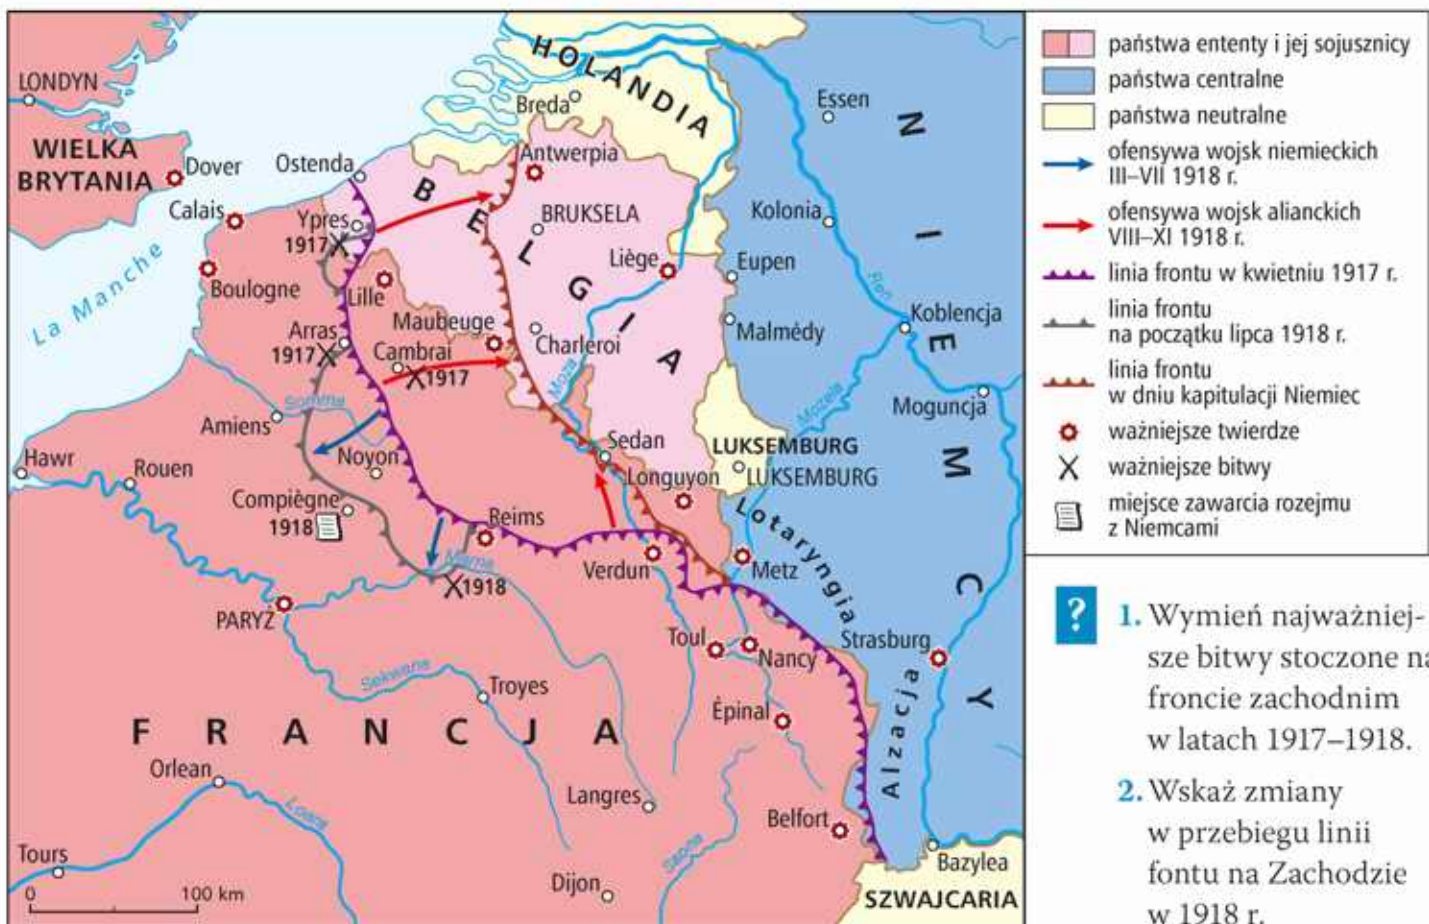 HOLANDIA
LONDYN
WIELKA
BRYTANIA
Dover
Calais
Boulogne
La Manche
Ostenda
Ypres
1917
Lille
Arras
1917
Cambrai
1917
Maubeuge
Breda
Antwerpia
BRUKSELA
BELGIA
Liège
Charleroi
Moza
Essen
Kolonia
Eupen
Malmédy
Ren
Koblencja
Mozela
Moguncja
NIEMCY
Amiens
Somma
Hawr
Rouen
Noyon
Compiègne
1918
Reims
Marna
1918
Sedan
Longuyon
LUKSEMBURG
LUKSEMBURG
Lotaryngia
Verdun
Metz
PARYŻ
Toul
Nancy
Strasburg
Sekwana
Troyes
Épinal
Alzacja
FRANCJA
Orlean
Loara
Langres
Belfort
Saona
Tours
Dijon
Bazylea
SZWAJCARIA
0 100 km
państwa ententy i jej sojusznicy
państwa centralne
państwa neutralne
ofensywa wojsk niemieckich
III–VII 1918 r.
ofensywa wojsk alianckich
VIII–XI 1918 r.
linia frontu w kwietniu 1917 r.
linia frontu
na początku lipca 1918 r.
linia frontu
w dniu kapitulacji Niemiec
ważniejsze twierdze
ważniejsze bitwy
miejsce zawarcia rozejmu
z Niemcami
?
1. Wymień najważniej-
sze bitwy stoczone na
froncie zachodnim
w latach 1917–1918.
2. Wskaż zmiany
w przebiegu linii
fontu na Zachodzie
w 1918 r.